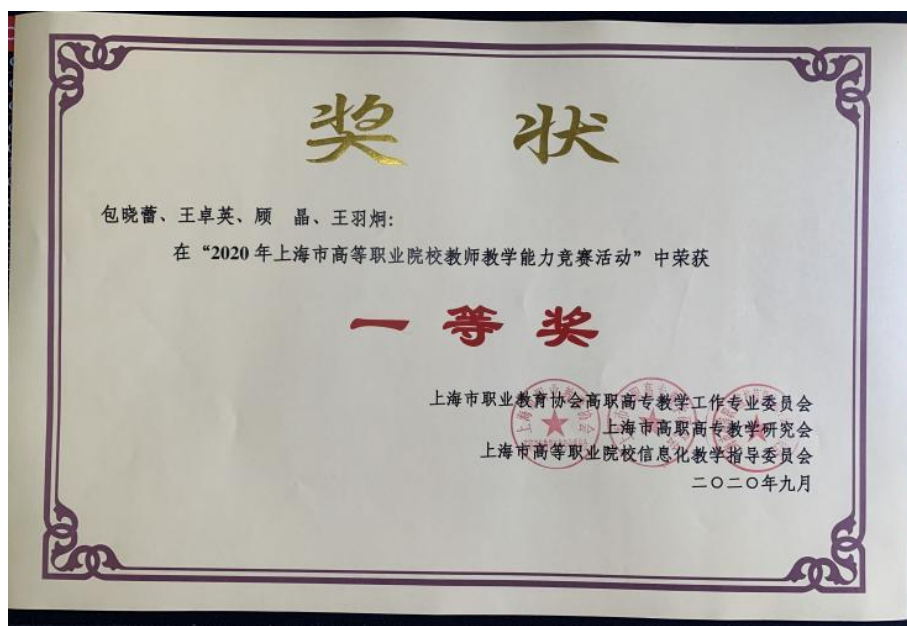 奖 状
包晓蕾、王卓英、顾 晶、王羽炯:
在“2020年上海市高等职业院校教师教学能力竞赛活动”中荣获
一等奖
上海市职业教育协会高职高专教学工作专业委员会
上海市高职高专教学研究会
上海市高等职业院校信息化教学指导委员会
二〇二〇年九月